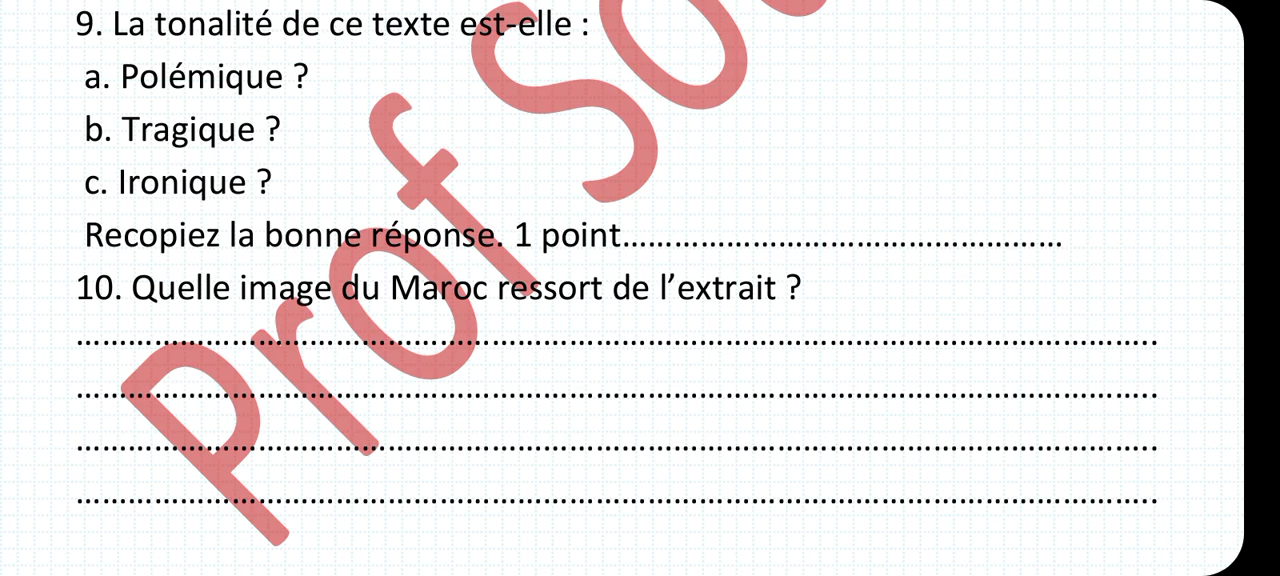 9. La tonalité de ce texte est-elle :
a. Polémique ?
b. Tragique ?
c. Ironique ?
Recopiez la bonne réponse. 1 point…………………………………………….
10. Quelle image du Maroc ressort de l’extrait ?
…………………………………………………………………………………………………………………..
…………………………………………………………………………………………………………………..
…………………………………………………………………………………………………………………..
…………………………………………………………………………………………………………………..
Prof